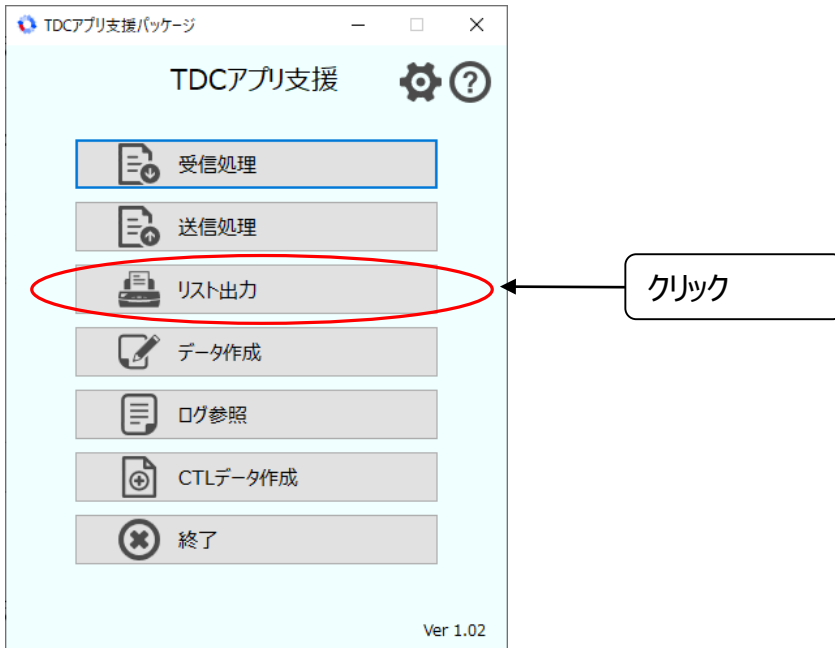 TDCアプリ支援パッケージ
TDCアプリ支援
受信処理
送信処理
リスト出力
クリック
データ作成
ログ参照
CTLデータ作成
終了
Ver 1.02